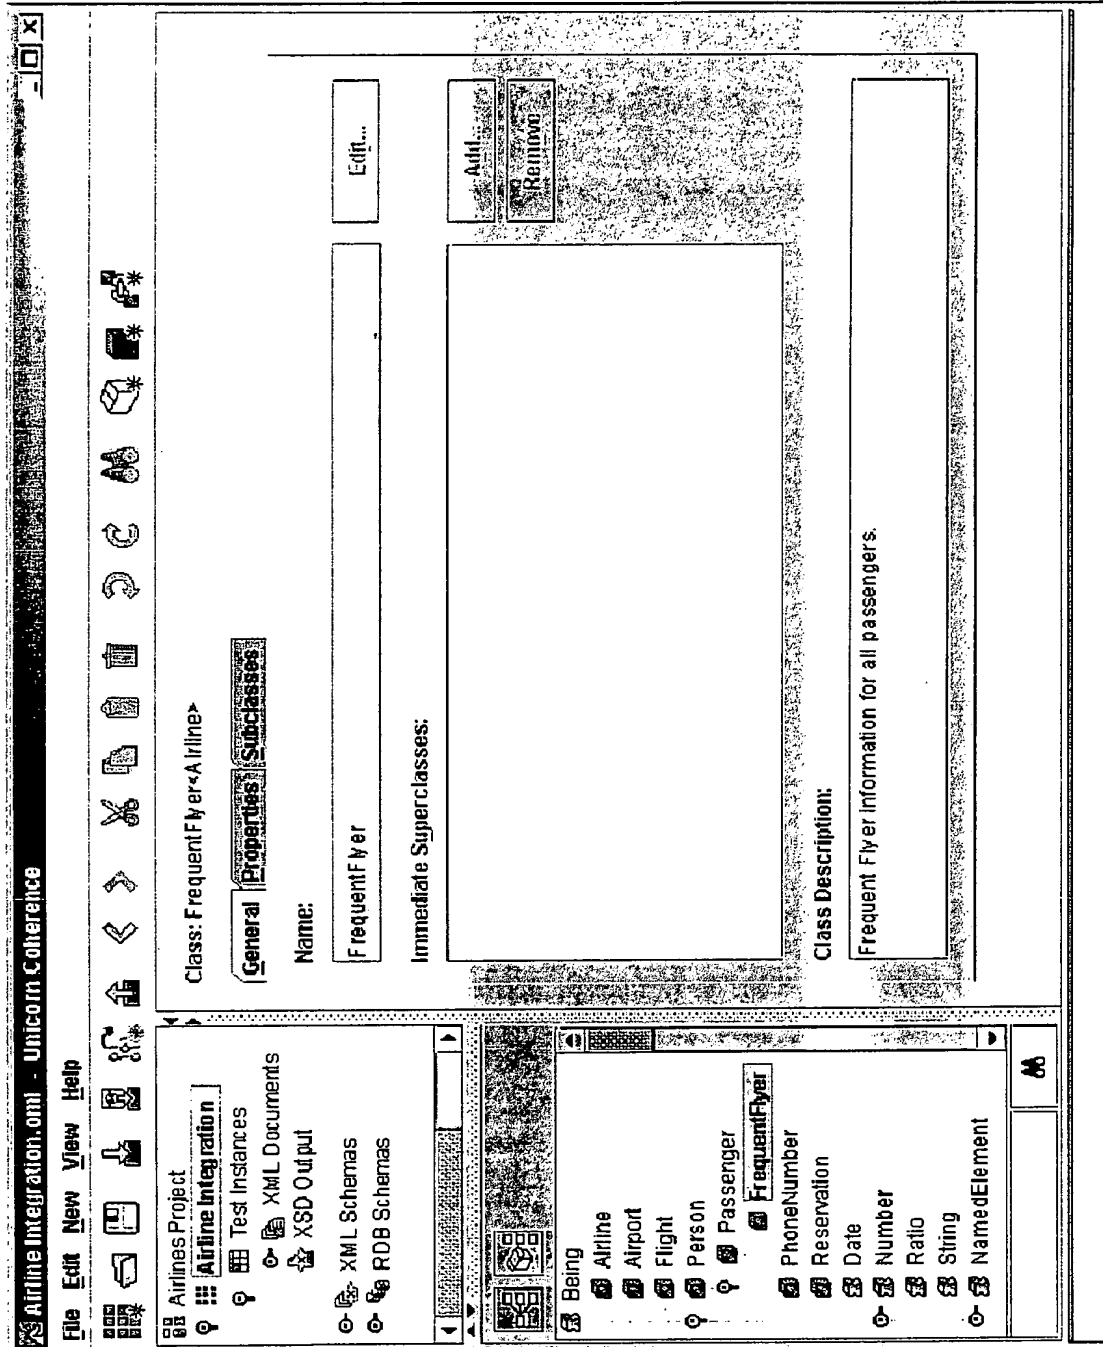 Airline Integration.oml - Unicorn Coherence
File Edit New View Help
Airlines Project
Airline Integration
Test Instances
XML Documents
XSD Output
XML Schemas
RDB Schemas
Being
Airline
Airport
Flight
Person
Passenger
FrequentFlyer
PhoneNumber
Reservation
Date
Number
Ratio
String
NamedElement
Class: FrequentFlyer<Airline>
General Properties Subclasses
Name:
FrequentFlyer
Edit...
Immediate Superclasses:
Add...
Remove
Class Description:
Frequent Flyer Information for all passengers.